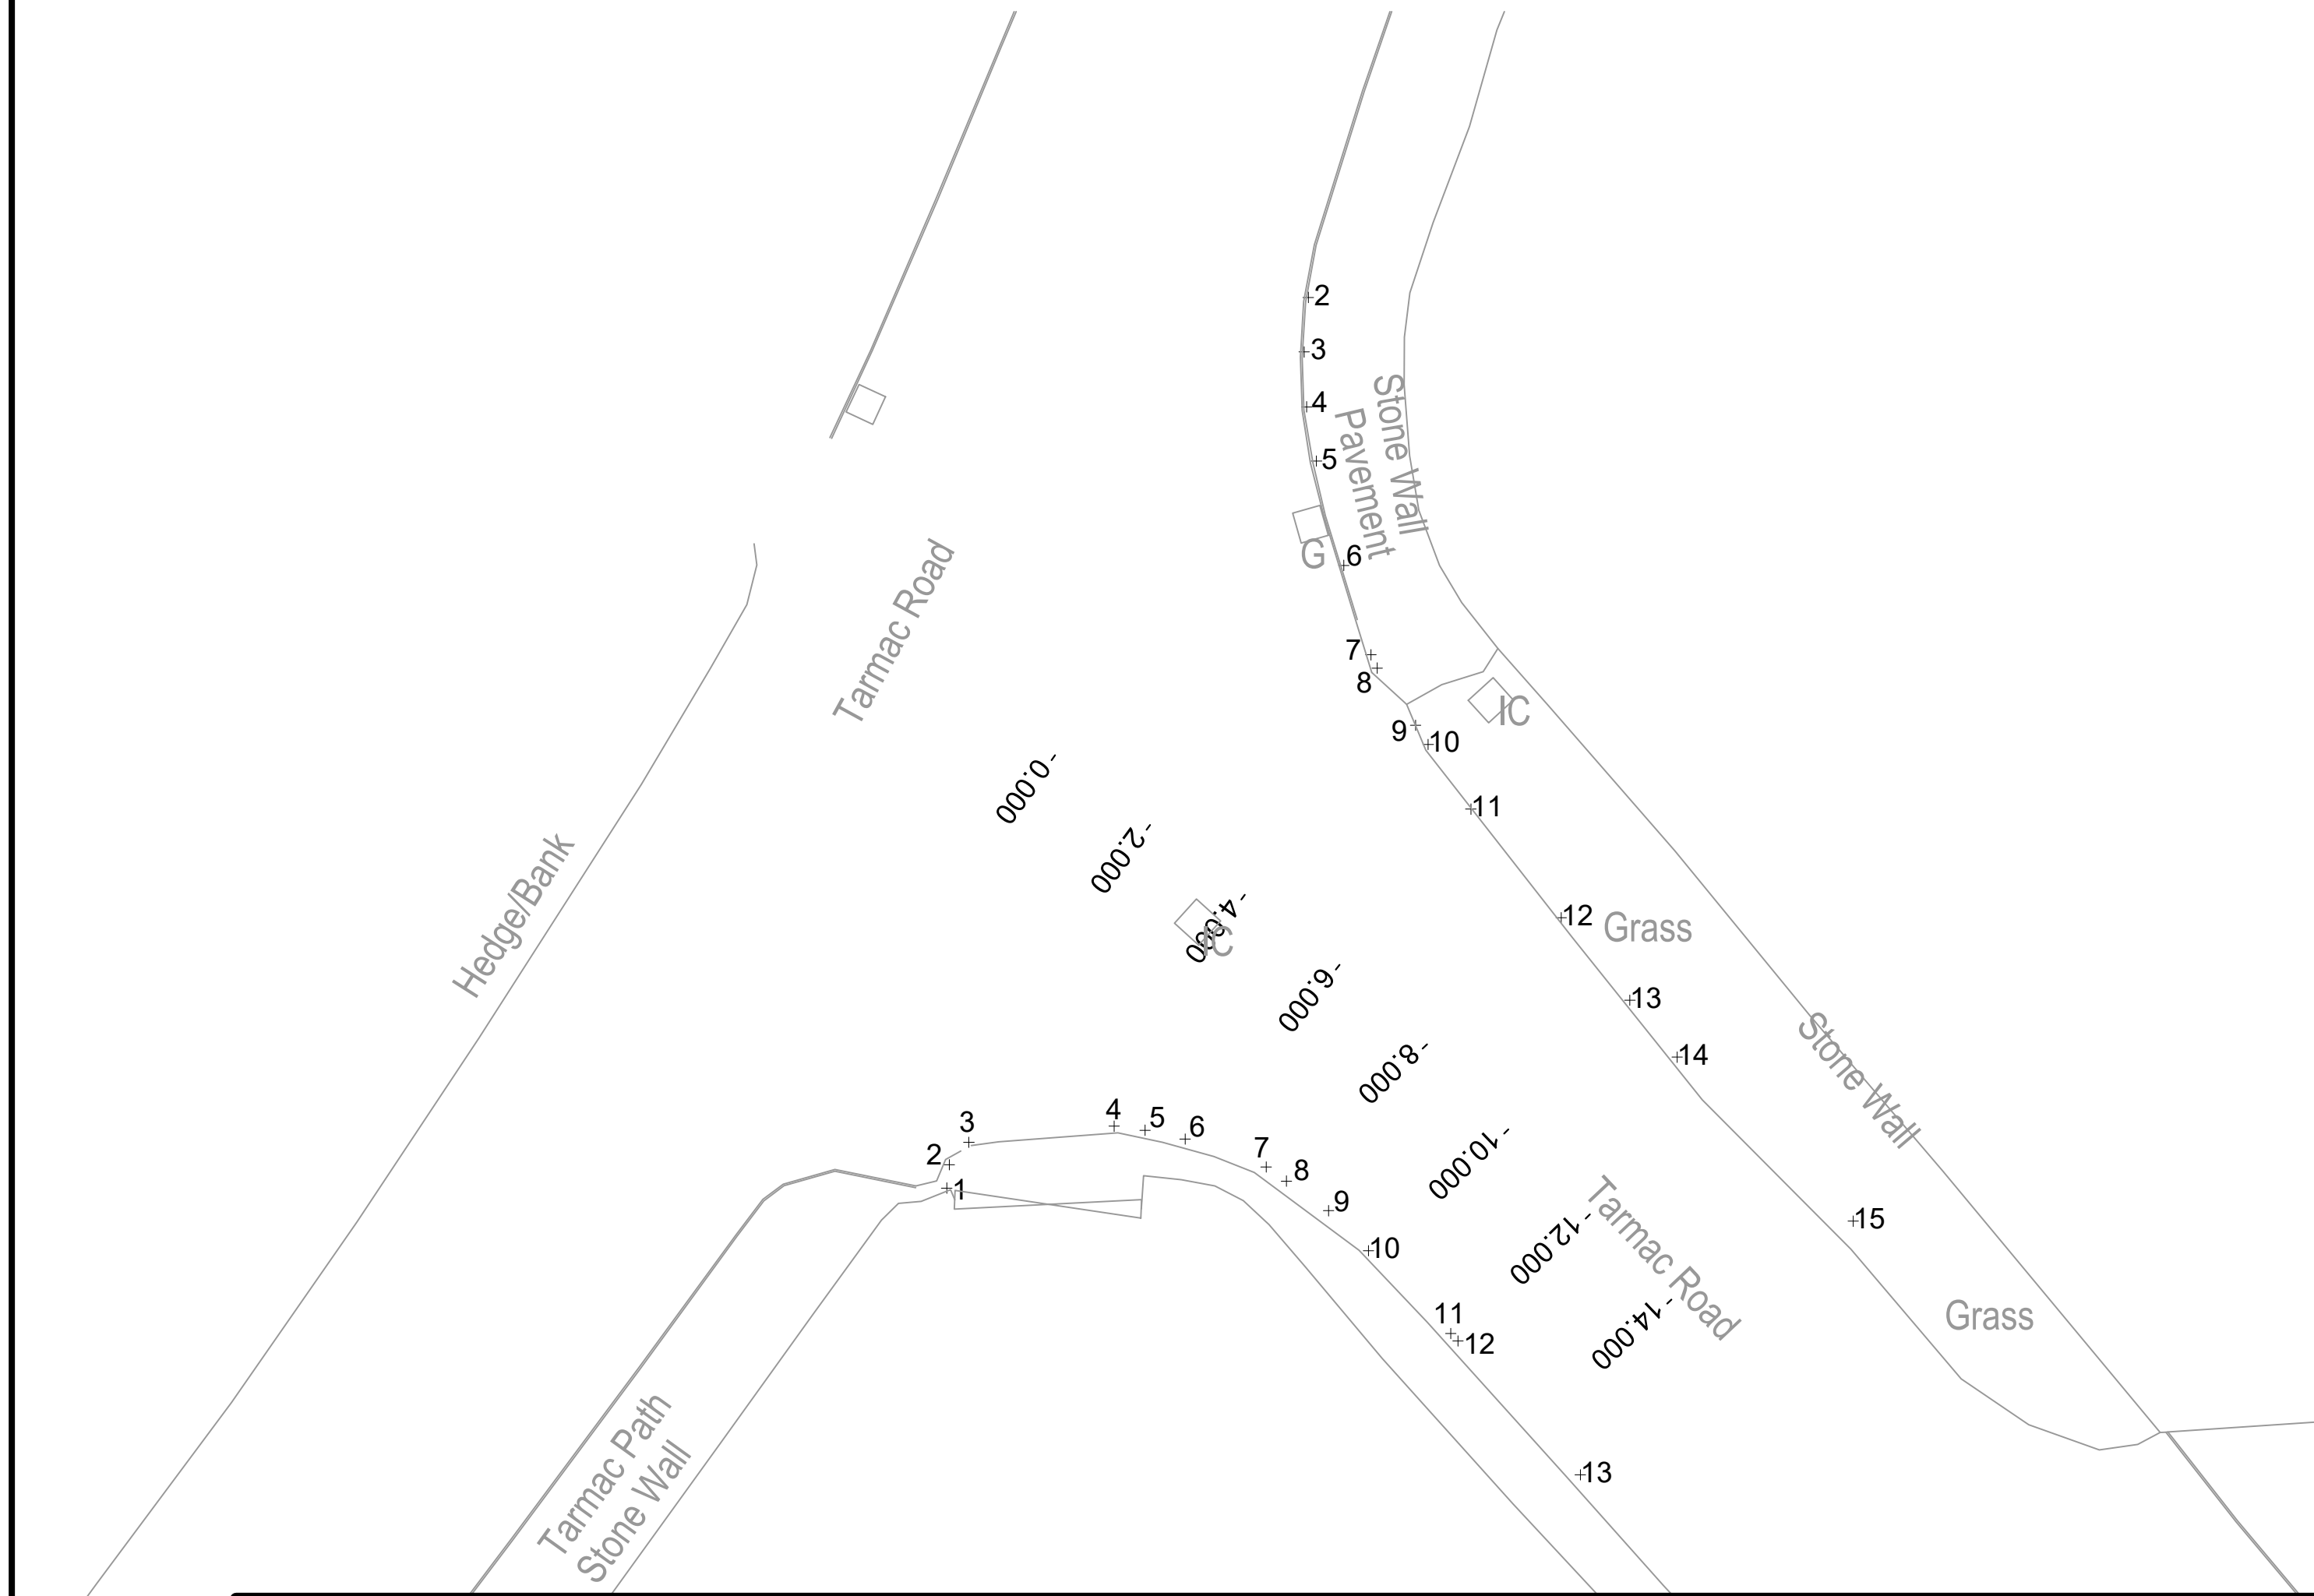 2
3
4
5
6
7
8
9
10
11
12
13
14
15
Stone Wall
Pavement
G
IC
Tarmac Road
Hedge/Bank
- 0.000
- 2.000
- 4.000
IC
- 6.000
- 8.000
- 10.000
- 12.000
- 14.000
Grass
Stone Wall
Tarmac Road
Grass
1
2
3
4
5
6
7
8
9
10
11
12
13
Tarmac Path
Stone Wall